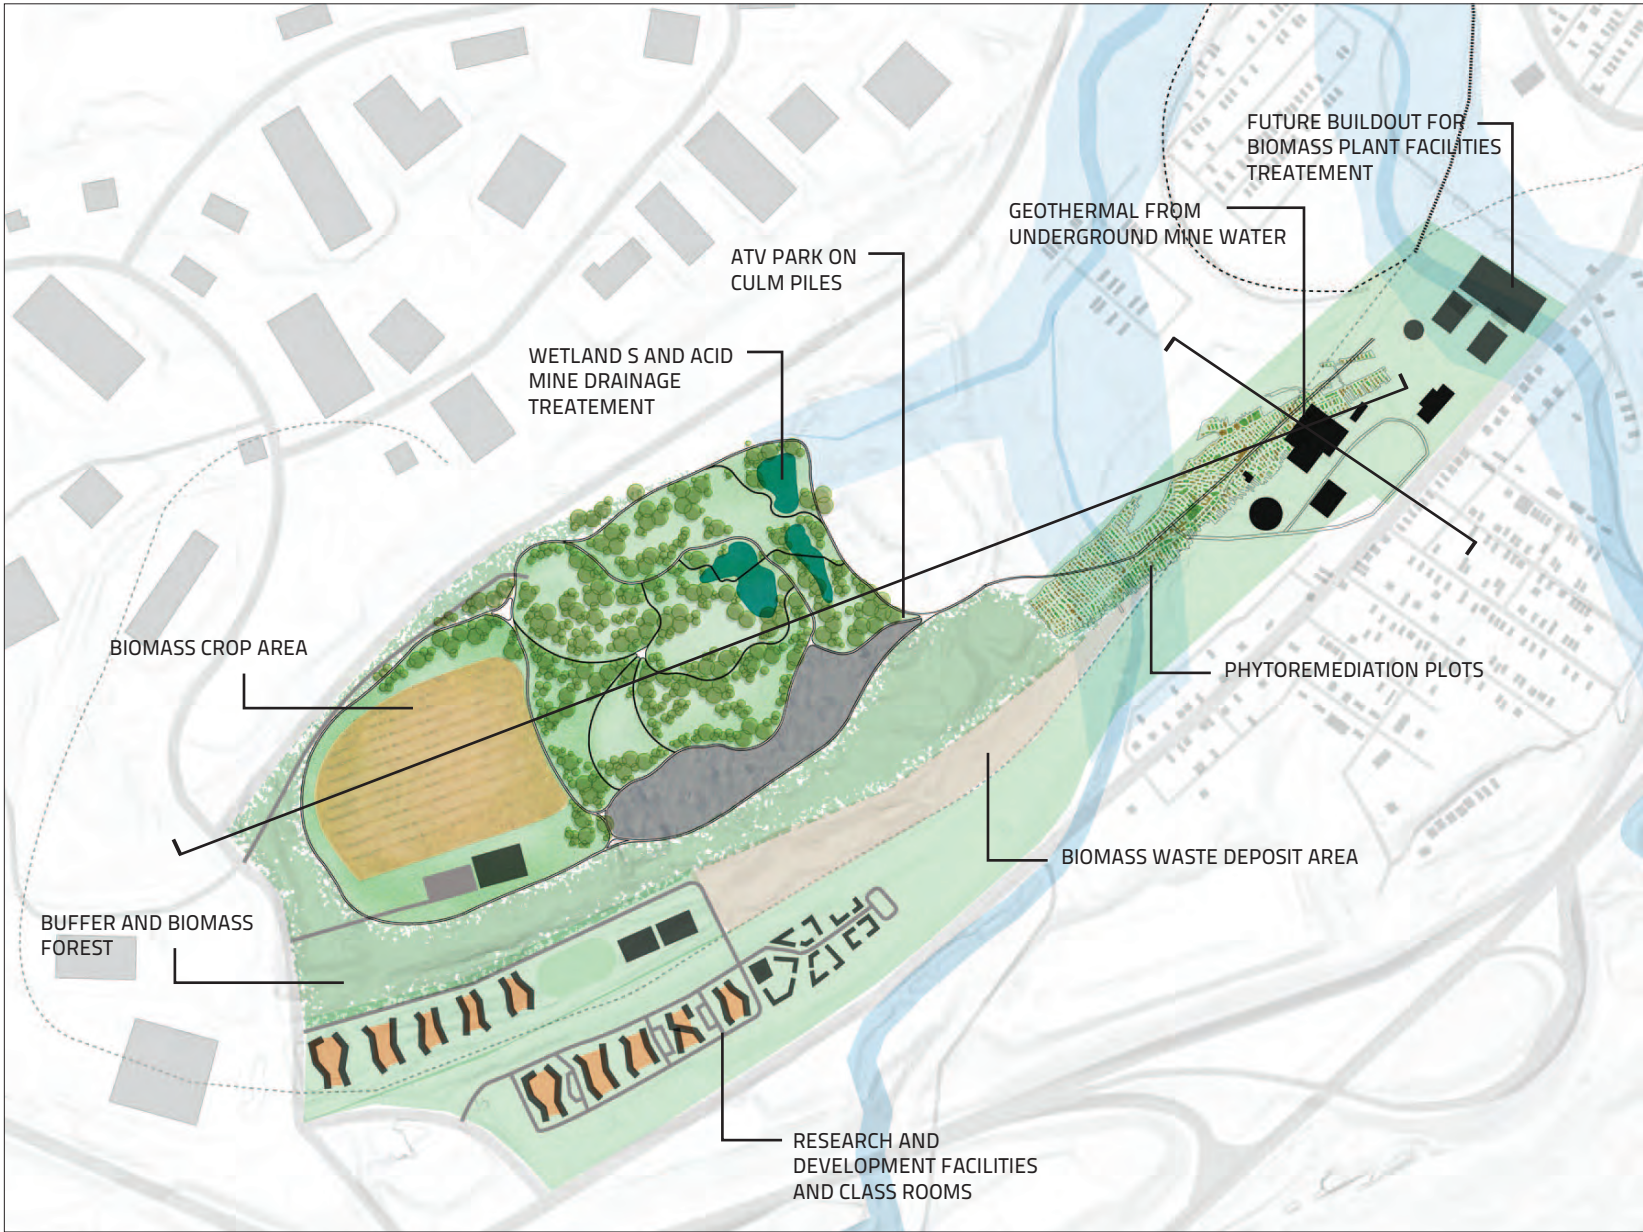 FUTURE BUILDOUT FOR
BIOMASS PLANT FACILITIES
TREATEMENT
GEOTHERMAL FROM
UNDERGROUND MINE WATER
ATV PARK ON
CULM PILES
WETLAND S AND ACID
MINE DRAINAGE
TREATEMENT
BIOMASS CROP AREA
PHYTOREMEDIATION PLOTS
BIOMASS WASTE DEPOSIT AREA
BUFFER AND BIOMASS
FOREST
RESEARCH AND
DEVELOPMENT FACILITIES
AND CLASS ROOMS